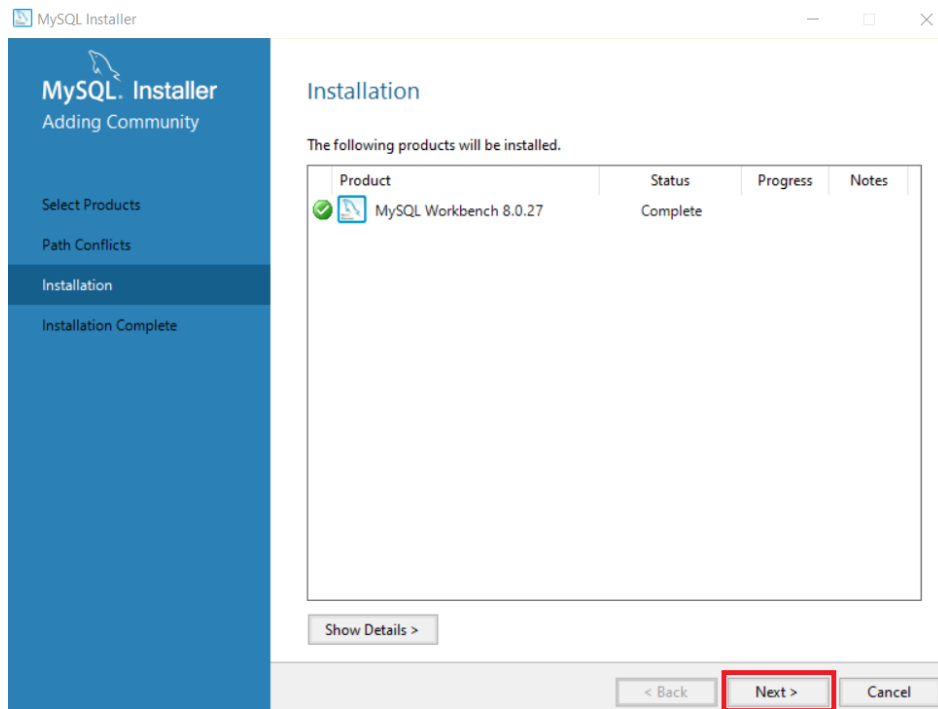 MySQL Installer
MySQL. Installer
Adding Community
Select Products
Path Conflicts
Installation
Installation Complete
Installation
The following products will be installed.
Product Status Progress Notes
MySQL Workbench 8.0.27 Complete
Show Details >
< Back Next > Cancel